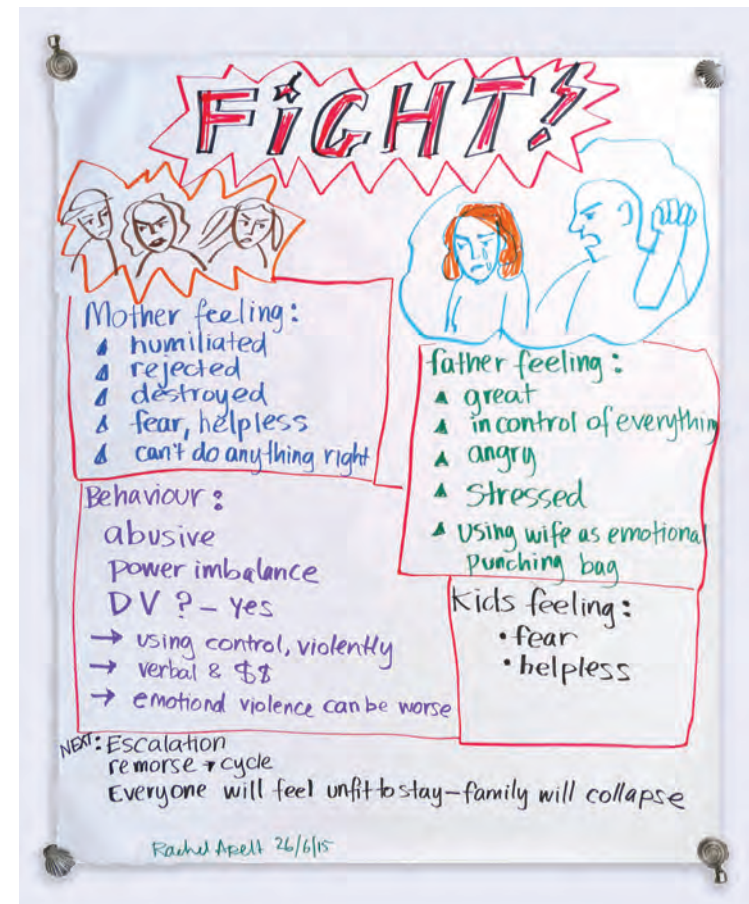 FiGHT!
Mother feeling:
humiliated
rejected
destroyed
fear, helpless
can't do anything right
father feeling:
great
in control of everything
angry
stressed
using wife as emotional
punching bag
Behaviour:
abusive
power imbalance
DV? - yes
→ using control, violently
→ verbal & $$
→ emotional violence can be worse
Kids feeling:
• fear
• helpless
NEXT: Escalation
remorse → cycle
Everyone will feel unfit to stay - family will collapse
Rachel Apelt 26/6/15